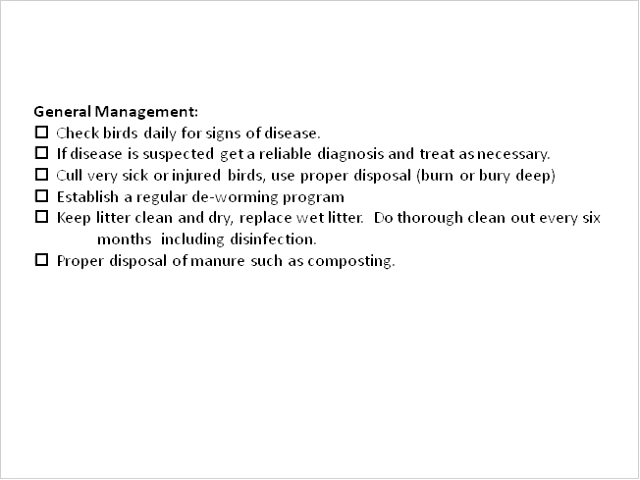 General Management:
☐ Check birds daily for signs of disease.
☐ If disease is suspected get a reliable diagnosis and treat as necessary.
☐ Cull very sick or injured birds, use proper disposal (burn or bury deep)
☐ Establish a regular de-worming program
☐ Keep litter clean and dry, replace wet litter. Do thorough clean out every six
months including disinfection.
☐ Proper disposal of manure such as composting.